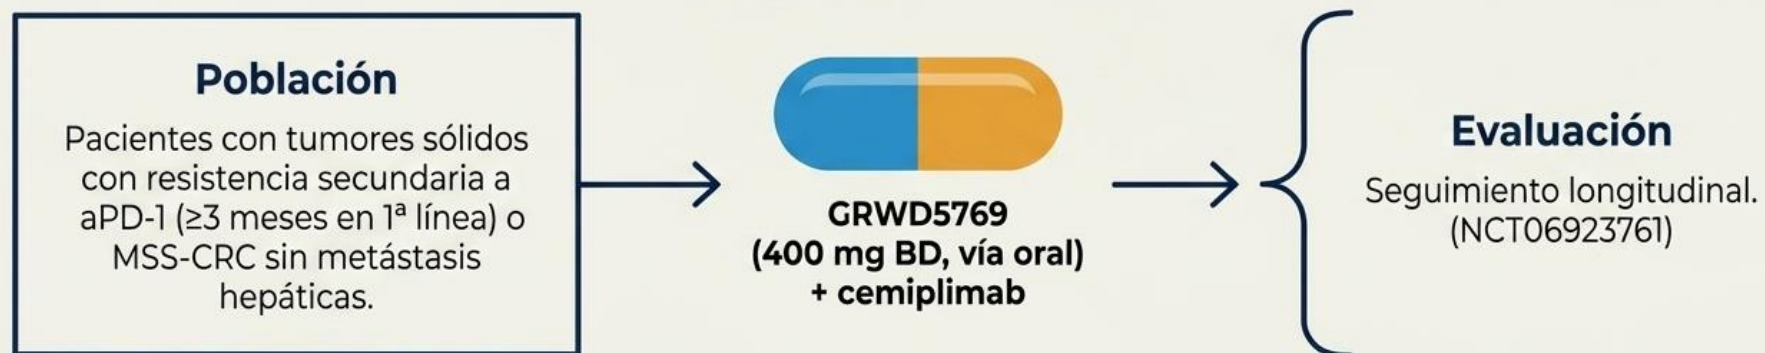 Población
Pacientes con tumores sólidos
con resistencia secundaria a
aPD-1 (≥3 meses en 1ª línea) o
MSS-CRC sin metástasis
hepáticas.
GRWD5769
(400 mg BD, vía oral)
+ cemiplimab
Evaluación
Seguimiento longitudinal.
(NCT06923761)